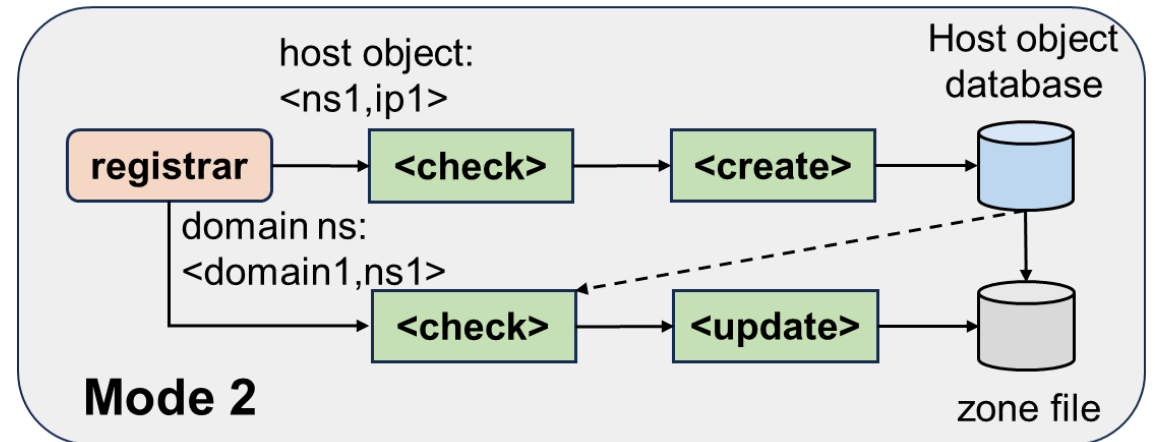 host object:
<ns1,ip1>
Host object
database
registrar
<check>
<create>
domain ns:
<domain1,ns1>
<check>
<update>
Mode 2
zone file